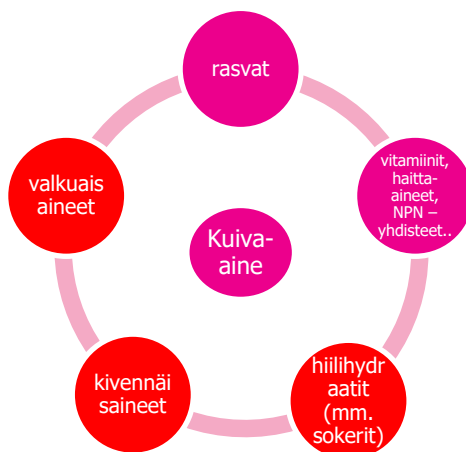 rasvat
vitamiinit,
haitta-
aineet,
NPN –
yhdisteet..
hiilihydr
aatit
(mm.
sokerit)
kivennäi
saineet
valkuais
aineet
Kuiva-
aine